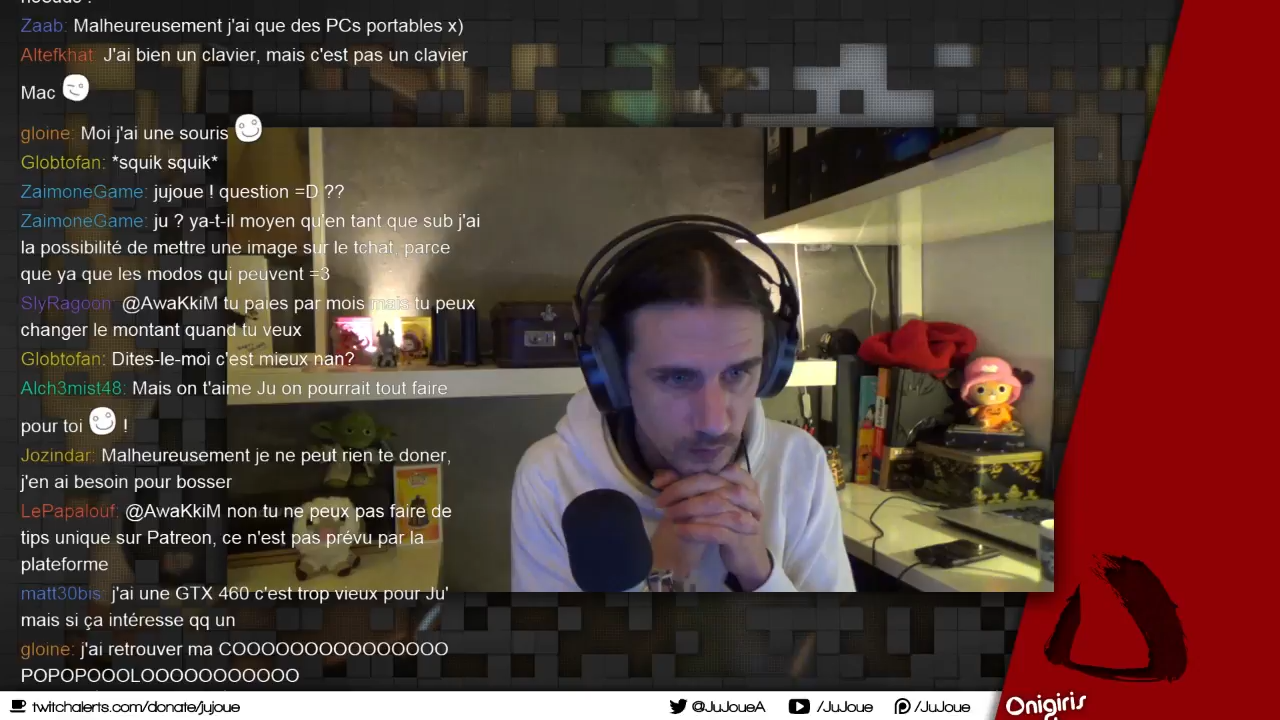 Zaab: Malheureusement j'ai que des PCs portables x)
Altefkhat: J'ai bien un clavier, mais c'est pas un clavier
Mac
gloine: Moi j'ai une souris
Globtofan: *squik squik*
ZaimoneGame: jujoue ! question =D ??
ZaimoneGame: ju ? ya-t-il moyen qu'en tant que sub j'ai
la possibilité de mettre une image sur le tchat, parce
que ya que les modos qui peuvent =3
SlyRagoon: @AwaKkiM tu paies par mois mais tu peux
changer le montant quand tu veux
Globtofan: Dites-le-moi c'est mieux nan?
Alch3mist48: Mais on t'aime Ju on pourrait tout faire
pour toi !
Jozindar: Malheureusement je ne peut rien te doner,
j'en ai besoin pour bosser
LePapalouf: @AwaKkiM non tu ne peux pas faire de
tips unique sur Patreon, ce n'est pas prévu par la
plateforme
matt30bis: j'ai une GTX 460 c'est trop vieux pour Ju'
mais si ça intéresse qq un
gloine: j'ai retrouver ma COOOOOOOOOOOOOOOO
POPOPOOOLOOOOOOOOOOO
twitchalerts.com/donate/jujoue
@JuJoueA
/JuJoue
/JuJoue
Onigiris